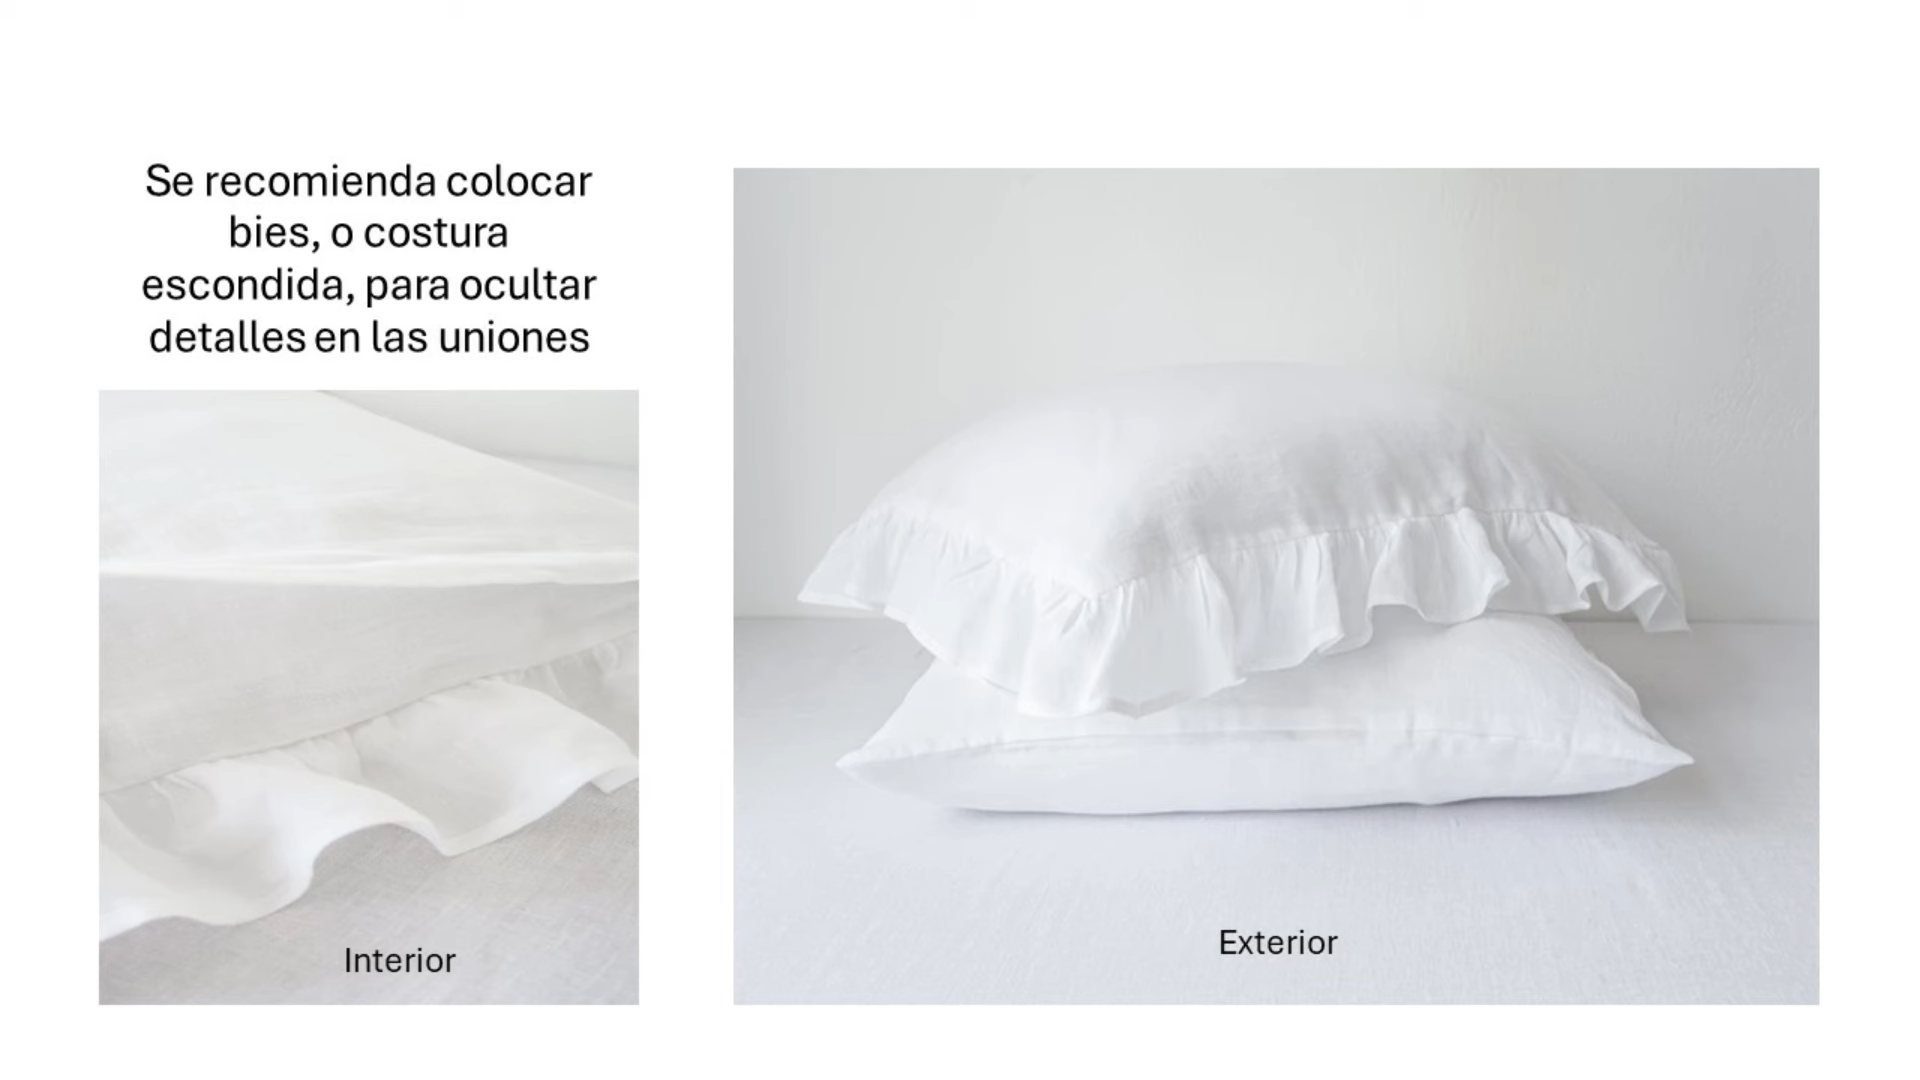 Se recomienda colocar
bies, o costura
escondida, para ocultar
detalles en las uniones
Interior
Exterior